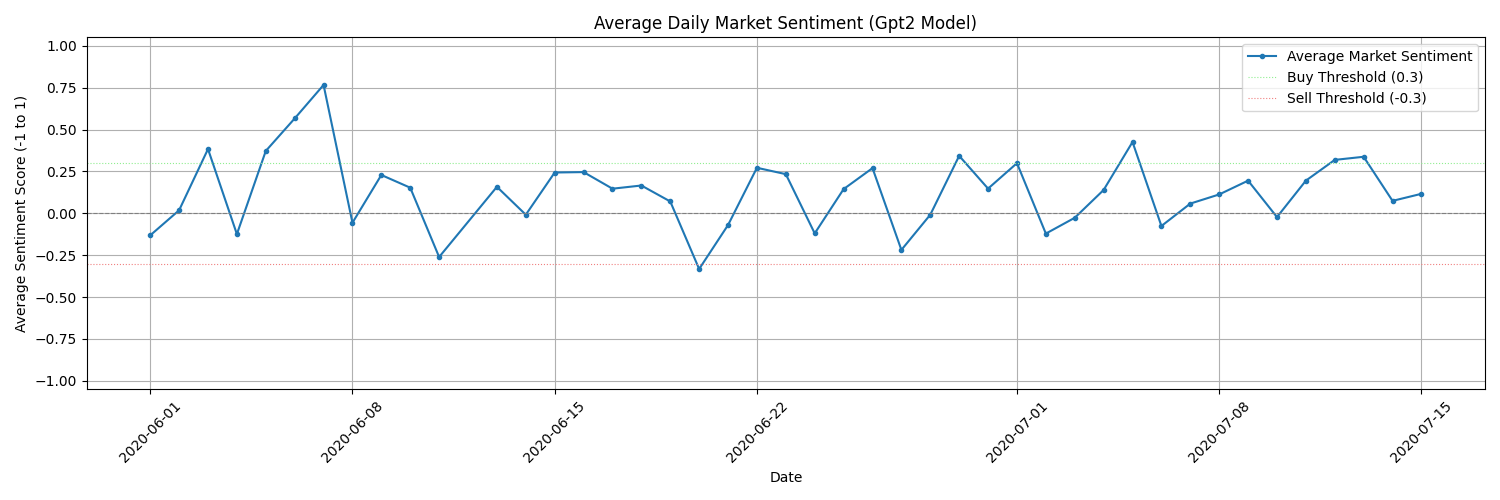 Average Daily Market Sentiment (Gpt2 Model)
Average Market Sentiment
Buy Threshold (0.3)
Sell Threshold (-0.3)
Average Sentiment Score (-1 to 1)
1.00
0.75
0.50
0.25
0.00
−0.25
−0.50
−0.75
−1.00
2020-06-01
2020-06-08
2020-06-15
2020-06-22
2020-07-01
2020-07-08
2020-07-15
Date